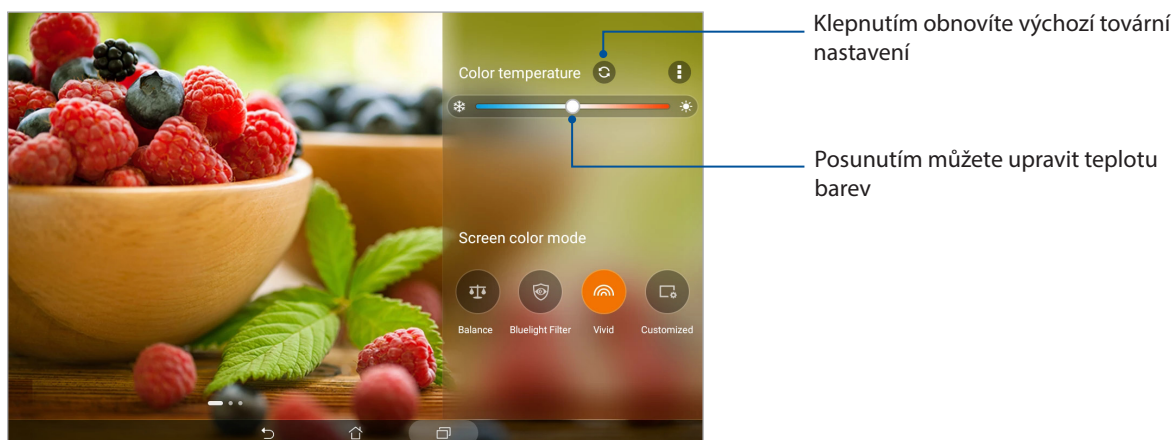 Klepnutím obnovíte výchozí tovární
nastavení
Color temperature
Posunutím můžete upravit teplotu
barev
Screen color mode
Balance
Bluelight Filter
Vivid
Customized